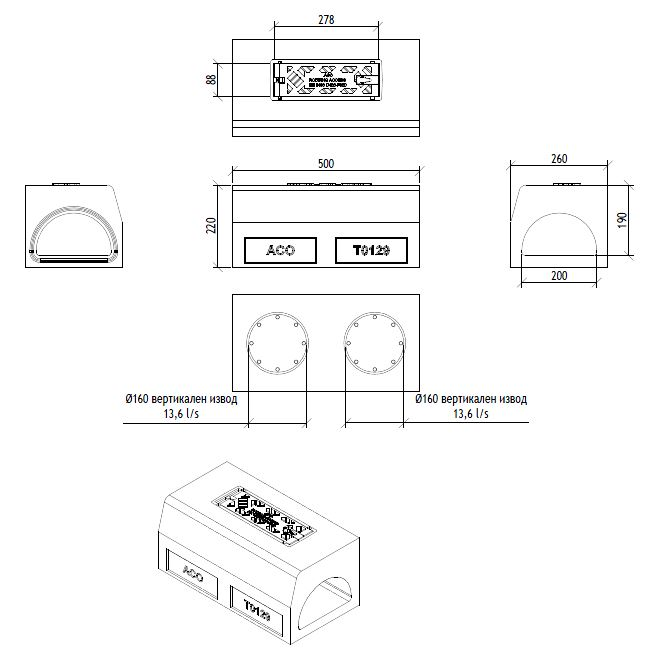 278
88
ACO
500
260
220
190
ACO
T0129
200
Ø160 вертикален извод
13,6 l/s
Ø160 вертикален извод
13,6 l/s
ACO
T0129